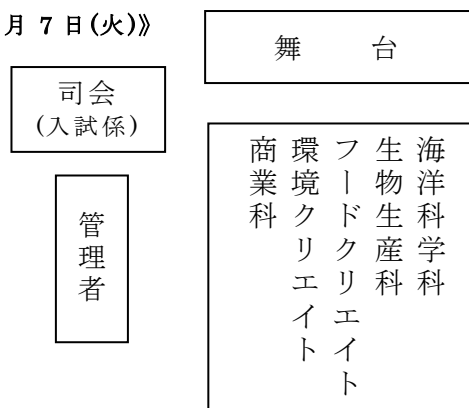 月 7 日(火)》
舞 台
司会
(入試係)
管理者
海洋科学科
生物生産科
フードクリエイト
環境クリエイト
商業科